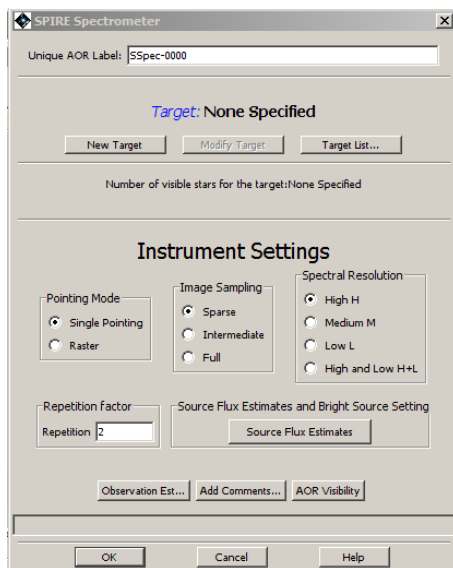 SPIRE Spectrometer
Unique AOR Label: SSpec-0000
Target: None Specified
New Target Modify Target Target List...
Number of visible stars for the target:None Specified
Instrument Settings
Pointing Mode
Single Pointing
Raster
Image Sampling
Sparse
Intermediate
Full
Spectral Resolution
High H
Medium M
Low L
High and Low H+L
Repetition factor
Repetition 2
Source Flux Estimates and Bright Source Setting
Source Flux Estimates
Observation Est... Add Comments... AOR Visibility
OK Cancel Help